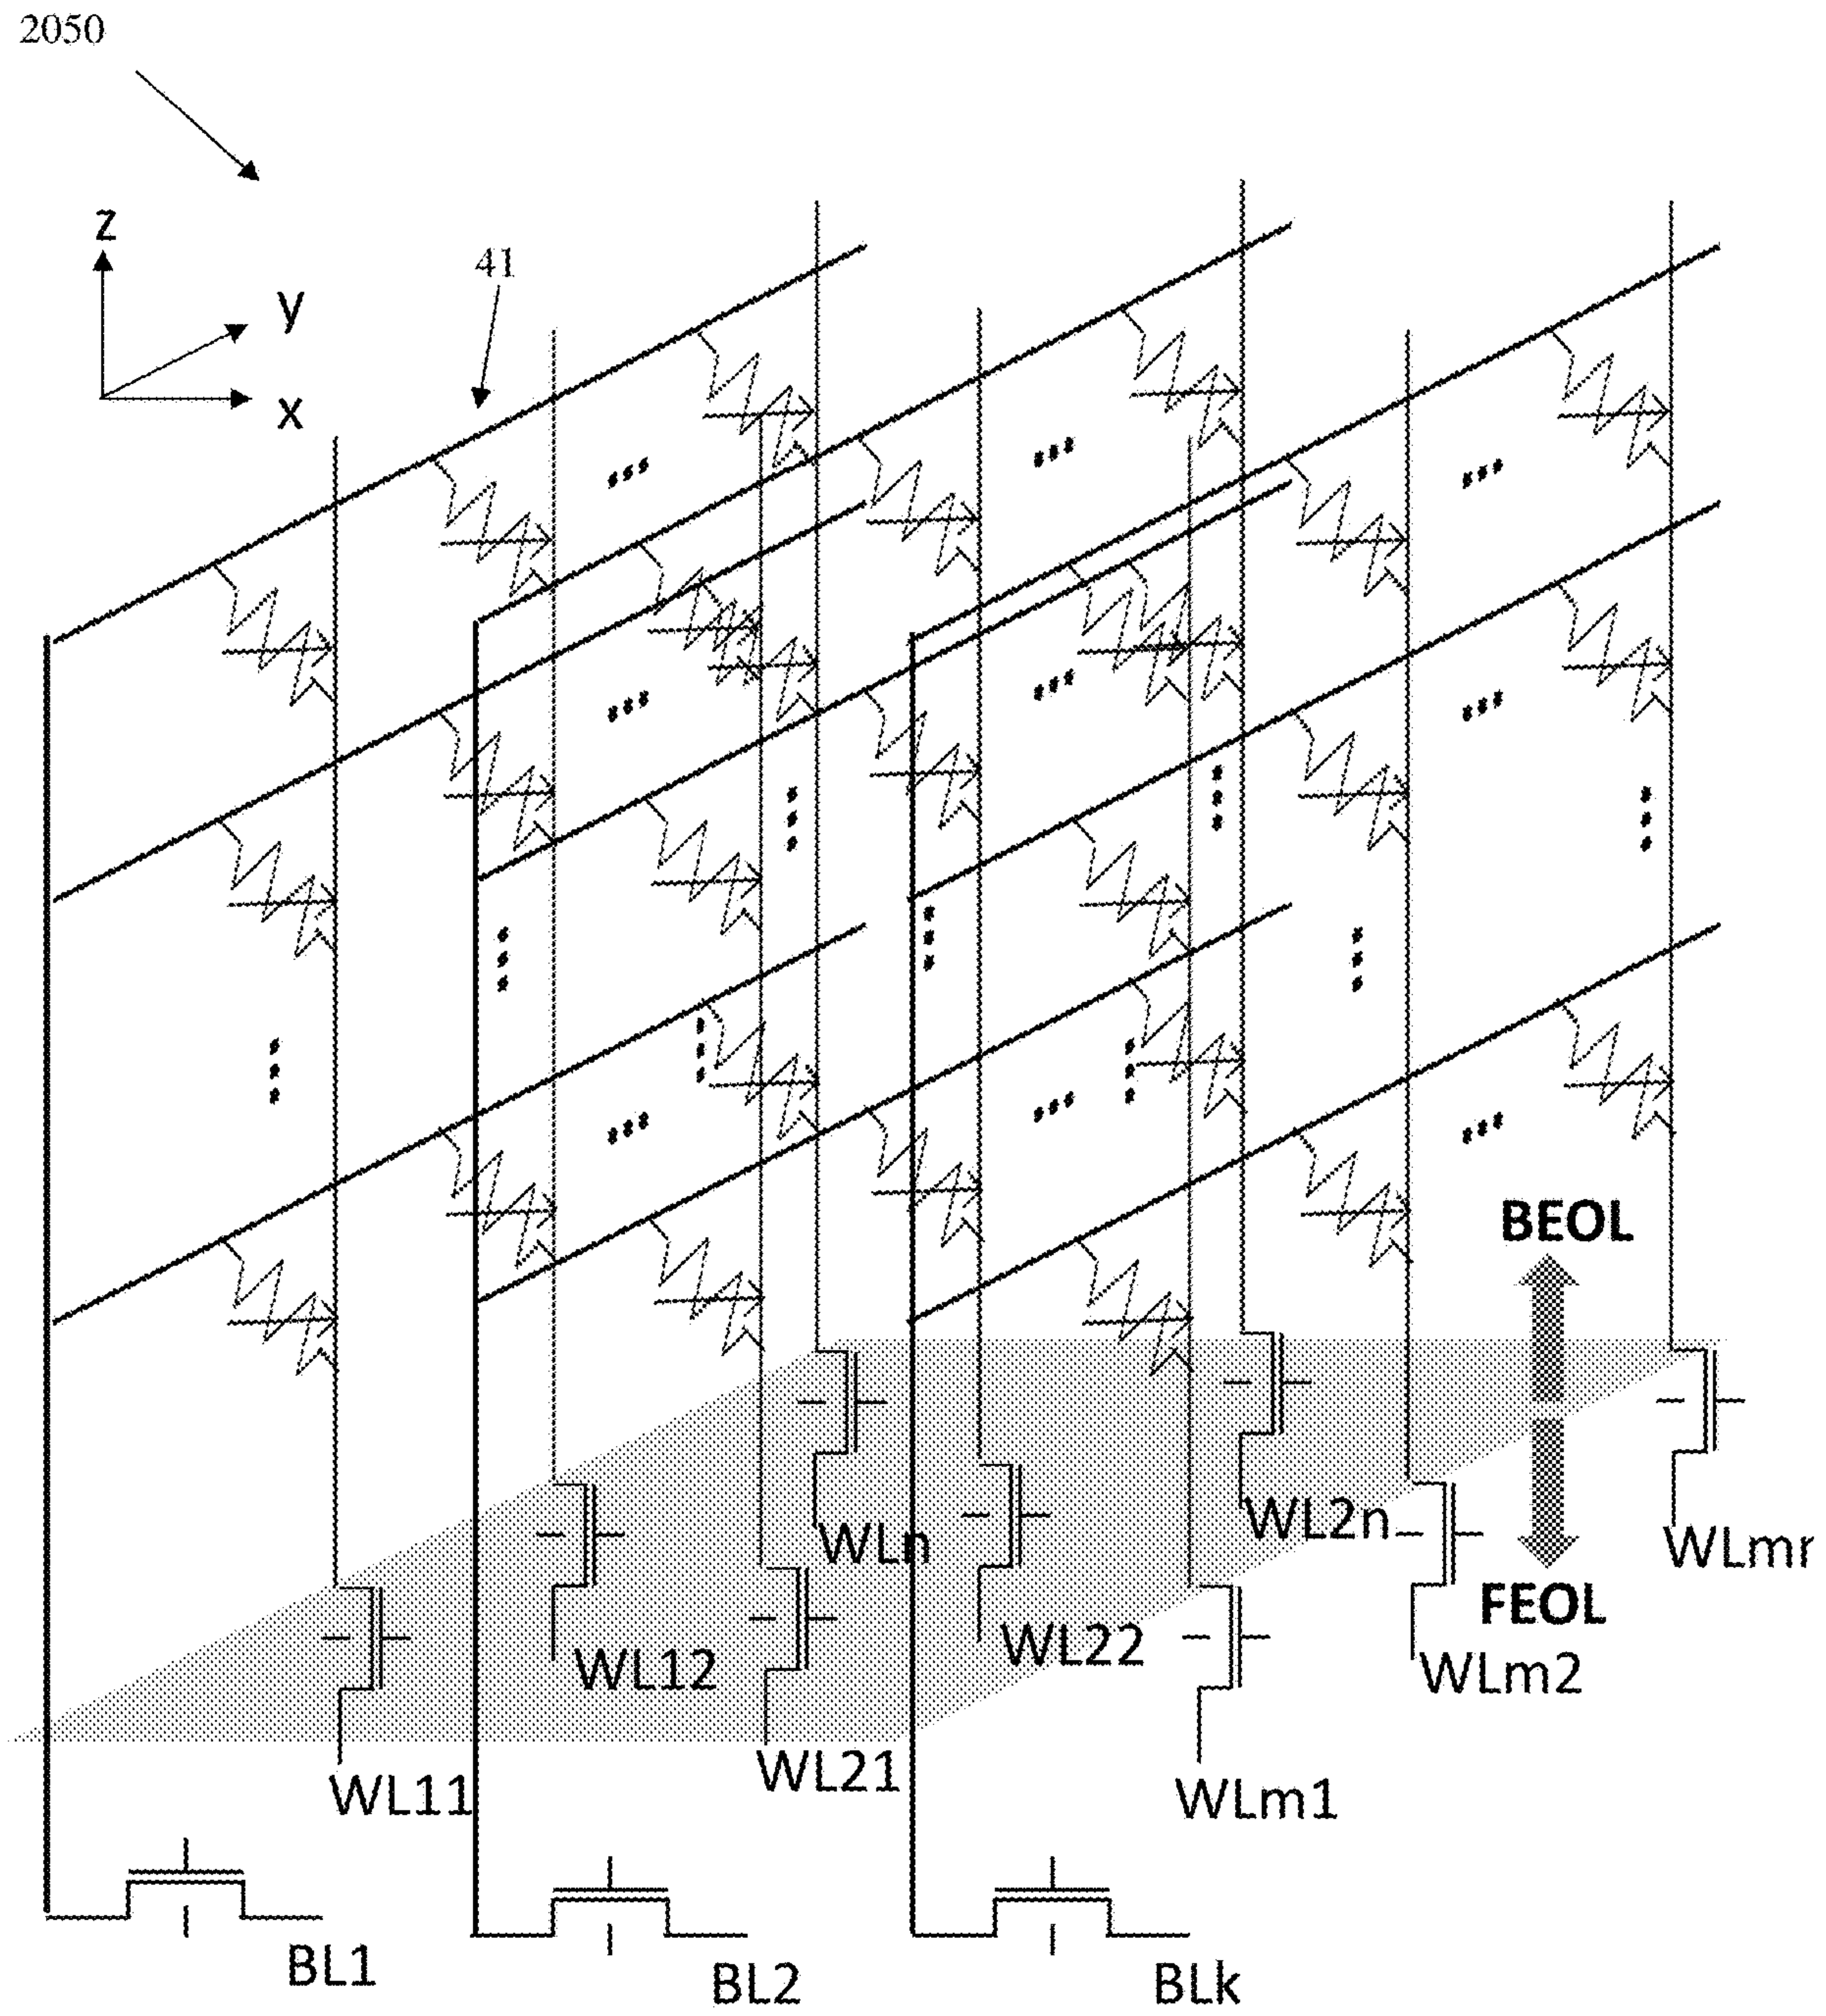 2050
z
41
y
x
BEOL
WLn
WL2n
WLmr
FEOL
WL12
WL22
WLm2
WL11
WL21
WLm1
BL1
BL2
BLk